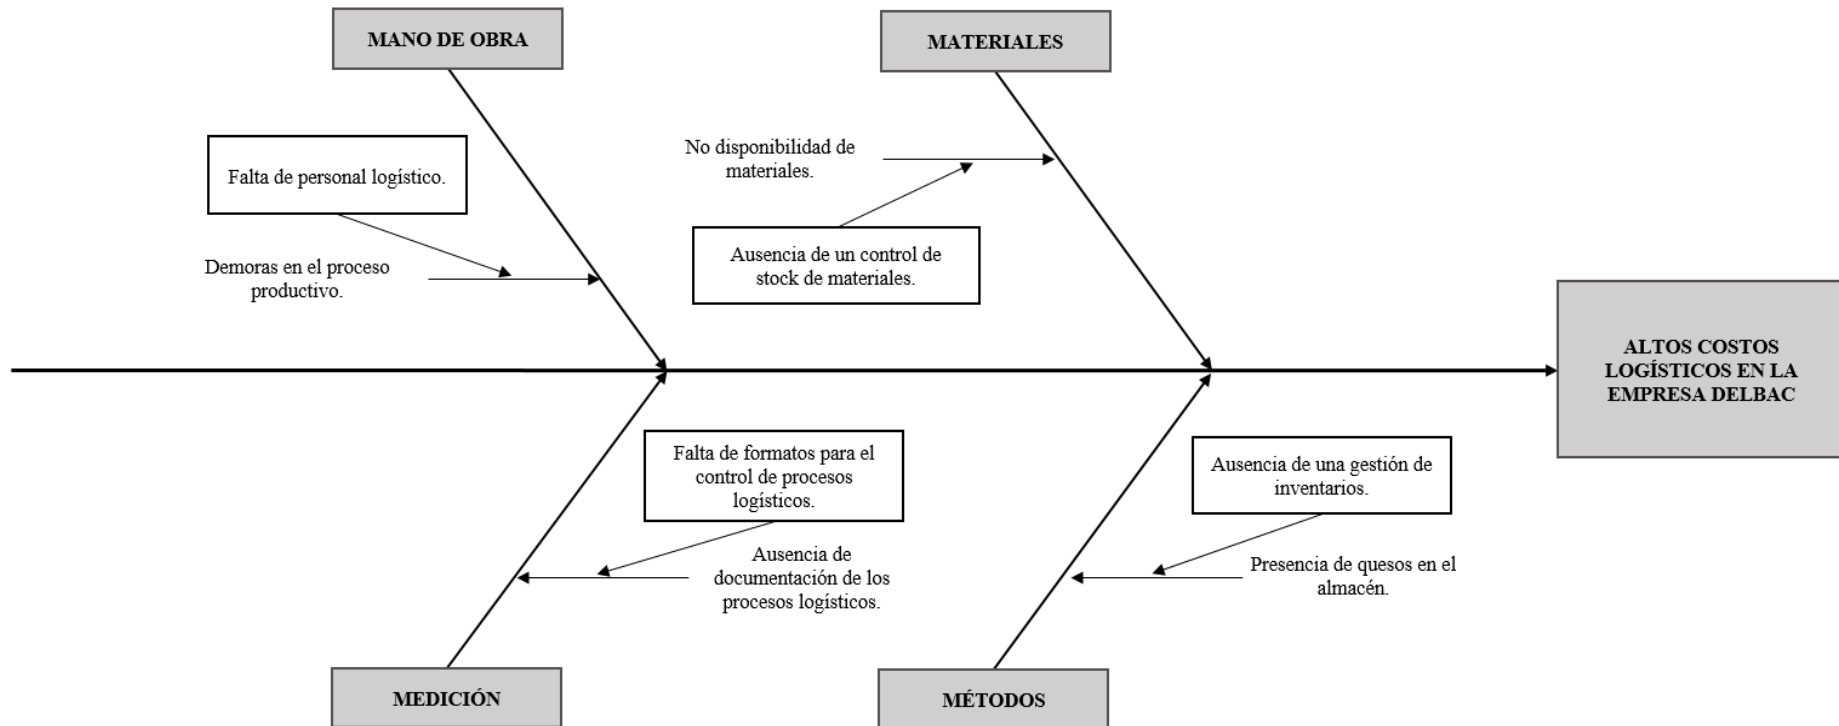 MANO DE OBRA
MATERIALES
No disponibilidad de
materiales.
Falta de personal logístico.
Ausencia de un control de
stock de materiales.
Demoras en el proceso
productivo.
ALTOS COSTOS
LOGÍSTICOS EN LA
EMPRESA DELBAC
Falta de formatos para el
control de procesos
logísticos.
Ausencia de una gestión de
inventarios.
Ausencia de
documentación de los
procesos logísticos.
Presencia de quesos en el
almacén.
MEDICIÓN
MÉTODOS